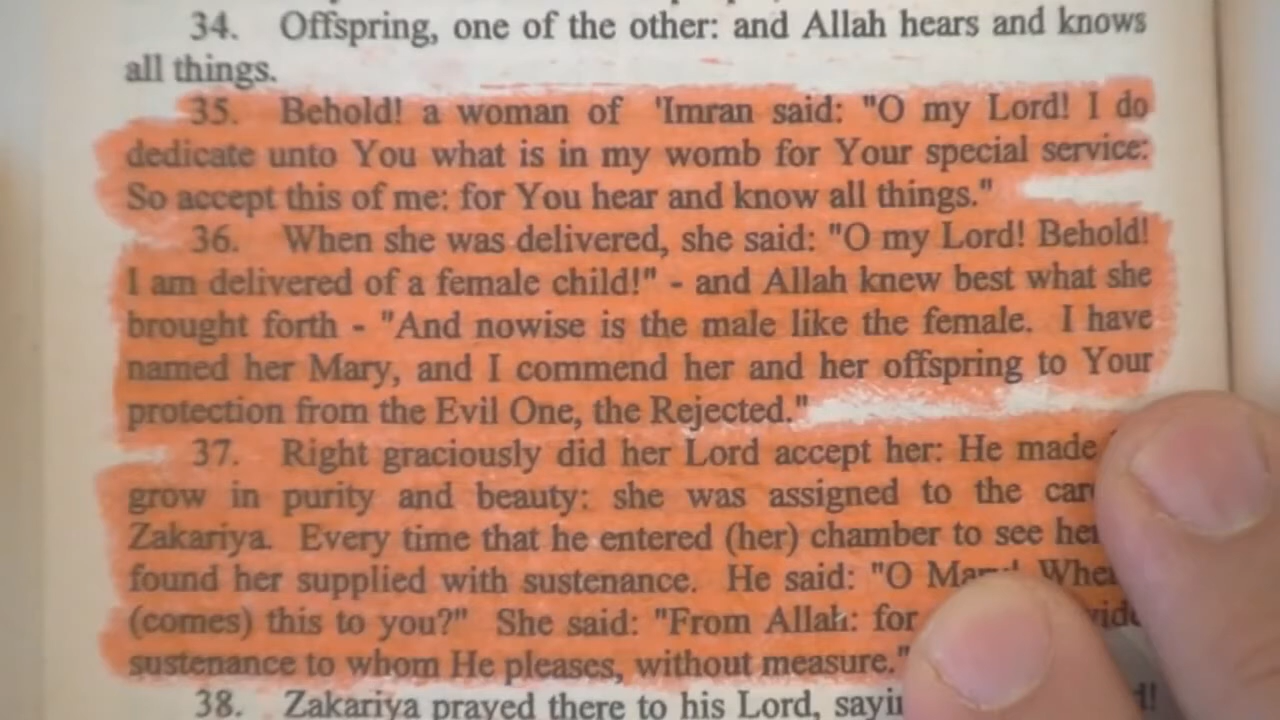 34. Offspring, one of the other: and Allah hears and knows
all things.
35. Behold! a woman of 'Imran said: "O my Lord! I do
dedicate unto You what is in my womb for Your special service:
So accept this of me: for You hear and know all things."
36. When she was delivered, she said: "O my Lord! Behold!
I am delivered of a female child!" - and Allah knew best what she
brought forth - "And nowise is the male like the female. I have
named her Mary, and I commend her and her offspring to Your
protection from the Evil One, the Rejected."
37. Right graciously did her Lord accept her: He made
grow in purity and beauty: she was assigned to the
Zakariya. Every time that he entered (her) chamber to see
found her supplied with sustenance. He said: "O
(comes) this to you?" She said: "From Allah: for
sustenance to whom He pleases, without measure."
38. Zakariya prayed there to his Lord,